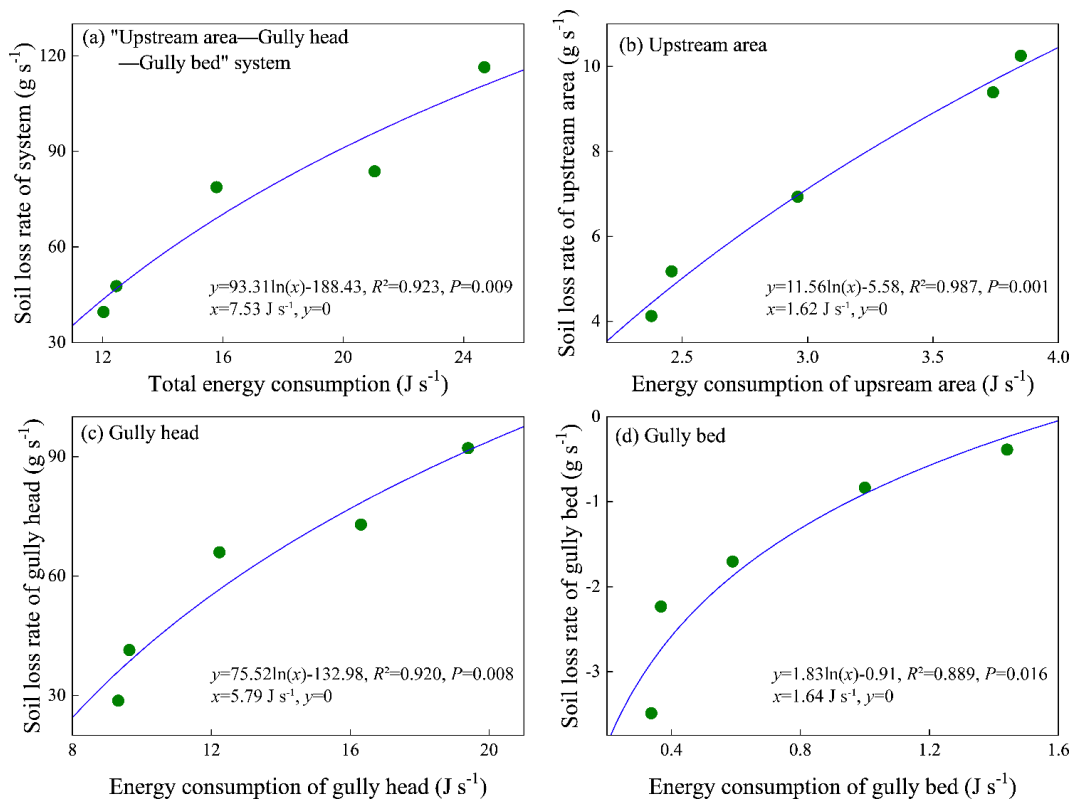 (a) "Upstream area—Gully head
—Gully bed" system
Soil loss rate of system (g s⁻¹)
120
90
60
30
12
16
20
24
y=93.31ln(x)-188.43, R²=0.923, P=0.009
x=7.53 J s⁻¹, y=0
Total energy consumption (J s⁻¹)
(b) Upstream area
Soil loss rate of upstream area (g s⁻¹)
10
8
6
4
2.5
3.0
3.5
4.0
y=11.56ln(x)-5.58, R²=0.987, P=0.001
x=1.62 J s⁻¹, y=0
Energy consumption of upsream area (J s⁻¹)
(c) Gully head
Soil loss rate of gully head (g s⁻¹)
90
60
30
8
12
16
20
y=75.52ln(x)-132.98, R²=0.920, P=0.008
x=5.79 J s⁻¹, y=0
Energy consumption of gully head (J s⁻¹)
(d) Gully bed
Soil loss rate of gully bed (g s⁻¹)
0
-1
-2
-3
0.4
0.8
1.2
1.6
y=1.83ln(x)-0.91, R²=0.889, P=0.016
x=1.64 J s⁻¹, y=0
Energy consumption of gully bed (J s⁻¹)